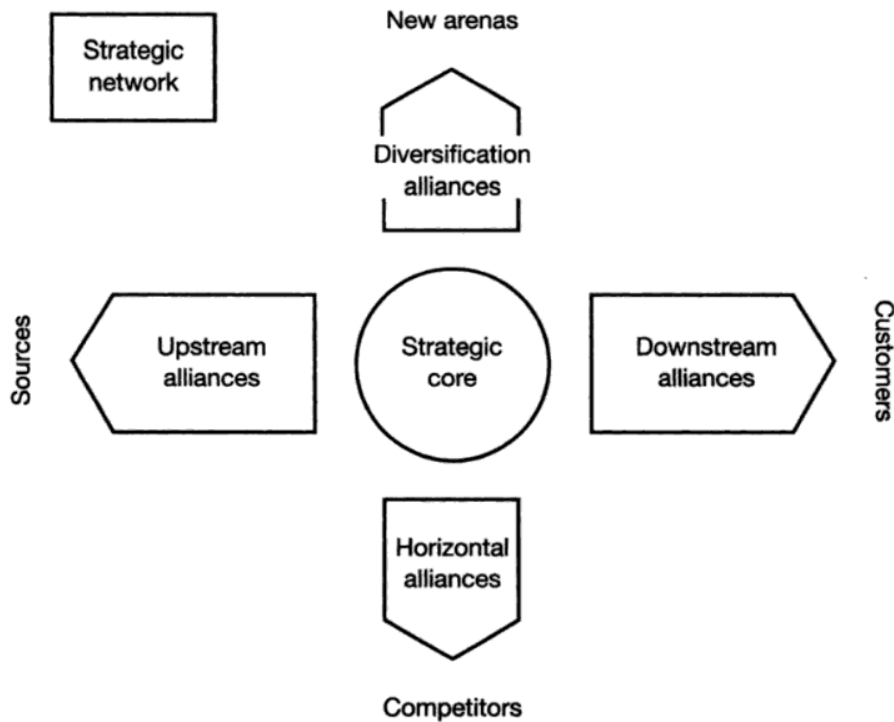 New arenas
Strategic
network
Diversification
alliances
Sources
Upstream
alliances
Strategic
core
Downstream
alliances
Customers
Horizontal
alliances
Competitors